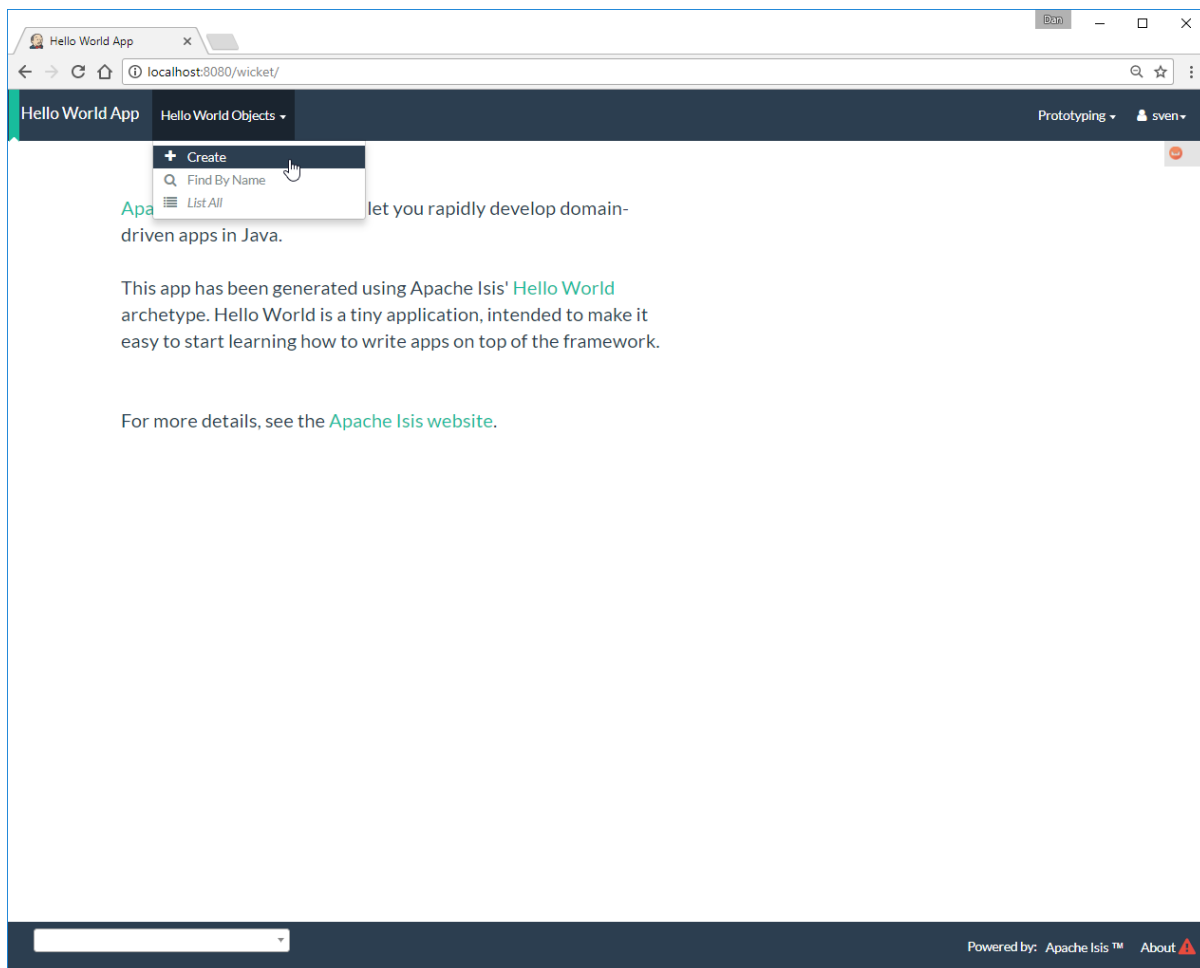 Dan
Hello World App
localhost:8080/wicket/
Hello World App Hello World Objects Prototyping sven
Create
Find By Name
List All
Apa let you rapidly develop domain-
driven apps in Java.
This app has been generated using Apache Isis' Hello World
archetype. Hello World is a tiny application, intended to make it
easy to start learning how to write apps on top of the framework.
For more details, see the Apache Isis website.
Powered by: Apache Isis ™ About